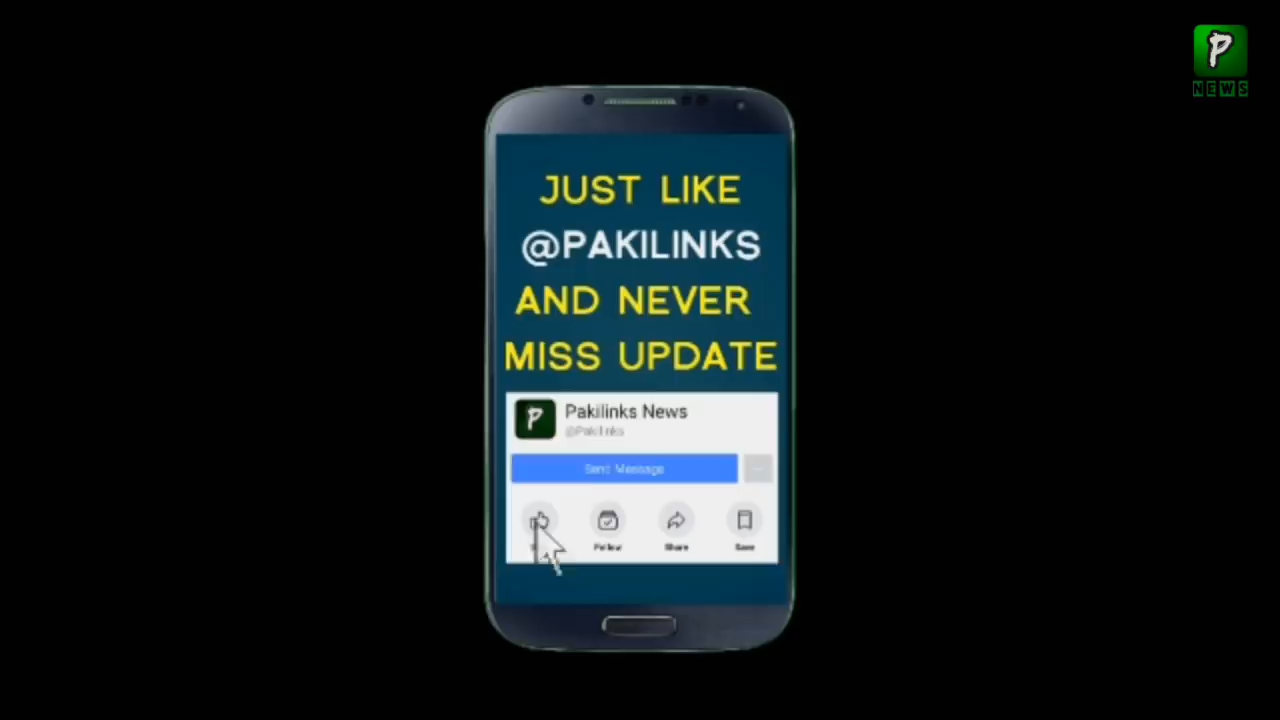 P
NEWS
JUST LIKE
@PAKILINKS
AND NEVER
MISS UPDATE
P
Pakilinks News
@Pakilinks
Send Message
Follow
Share
Save